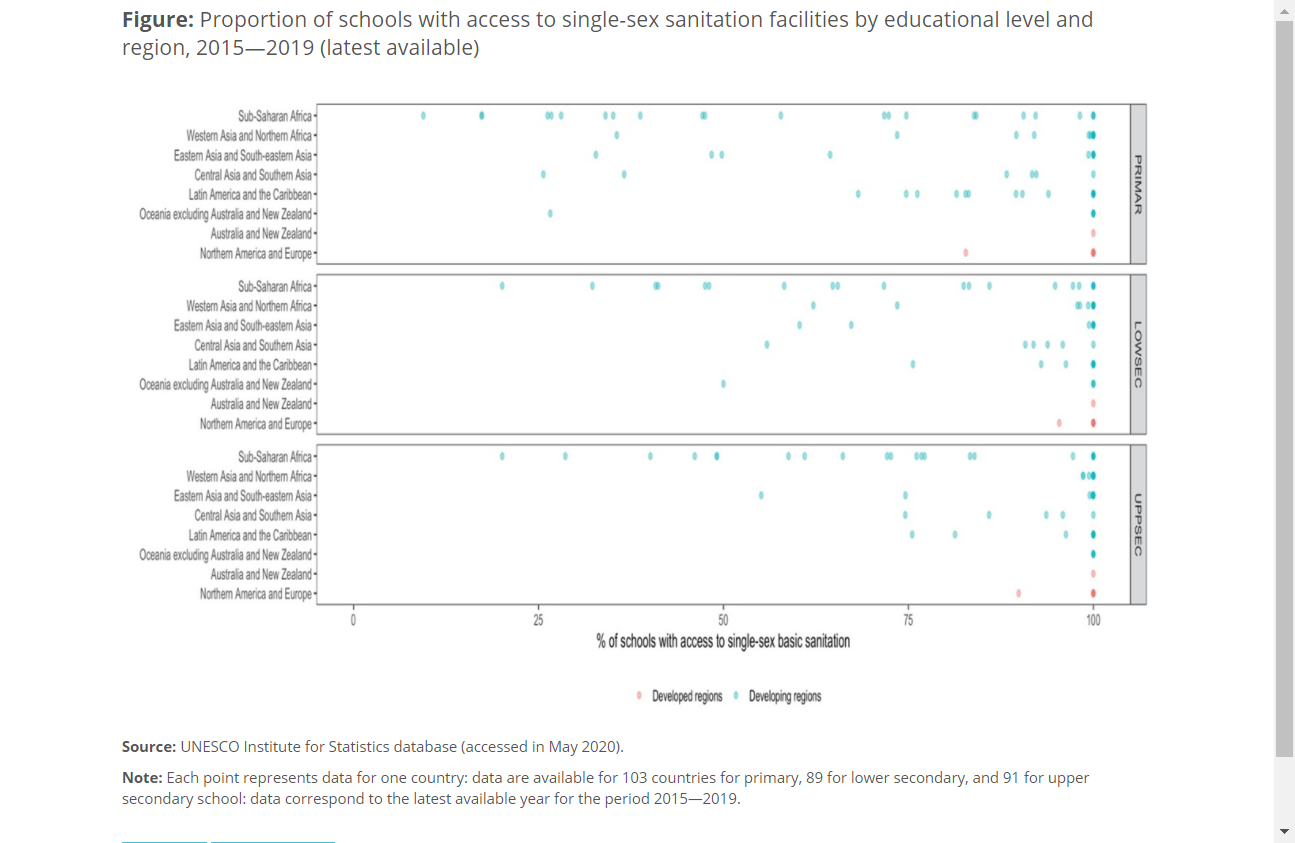 Figure: Proportion of schools with access to single-sex sanitation facilities by educational level and
region, 2015—2019 (latest available)
Sub-Saharan Africa
Western Asia and Northern Africa
Eastern Asia and South-eastern Asia
Central Asia and Southern Asia
Latin America and the Caribbean
Oceania excluding Australia and New Zealand
Australia and New Zealand
Northern America and Europe
PRIMAR
Sub-Saharan Africa
Western Asia and Northern Africa
Eastern Asia and South-eastern Asia
Central Asia and Southern Asia
Latin America and the Caribbean
Oceania excluding Australia and New Zealand
Australia and New Zealand
Northern America and Europe
LOWSEC
Sub-Saharan Africa
Western Asia and Northern Africa
Eastern Asia and South-eastern Asia
Central Asia and Southern Asia
Latin America and the Caribbean
Oceania excluding Australia and New Zealand
Australia and New Zealand
Northern America and Europe
UPPSEC
0 25 50 75 100
% of schools with access to single-sex basic sanitation
Developed regions Developing regions
Source: UNESCO Institute for Statistics database (accessed in May 2020).
Note: Each point represents data for one country: data are available for 103 countries for primary, 89 for lower secondary, and 91 for upper
secondary school: data correspond to the latest available year for the period 2015—2019.